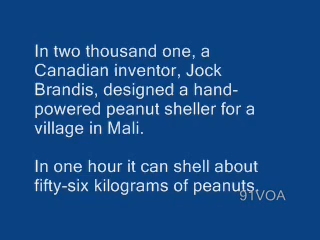 In two thousand one, a
Canadian inventor, Jock
Brandis, designed a hand-
powered peanut sheller for a
village in Mali.
In one hour it can shell about
fifty-six kilograms of peanuts.
91VOA